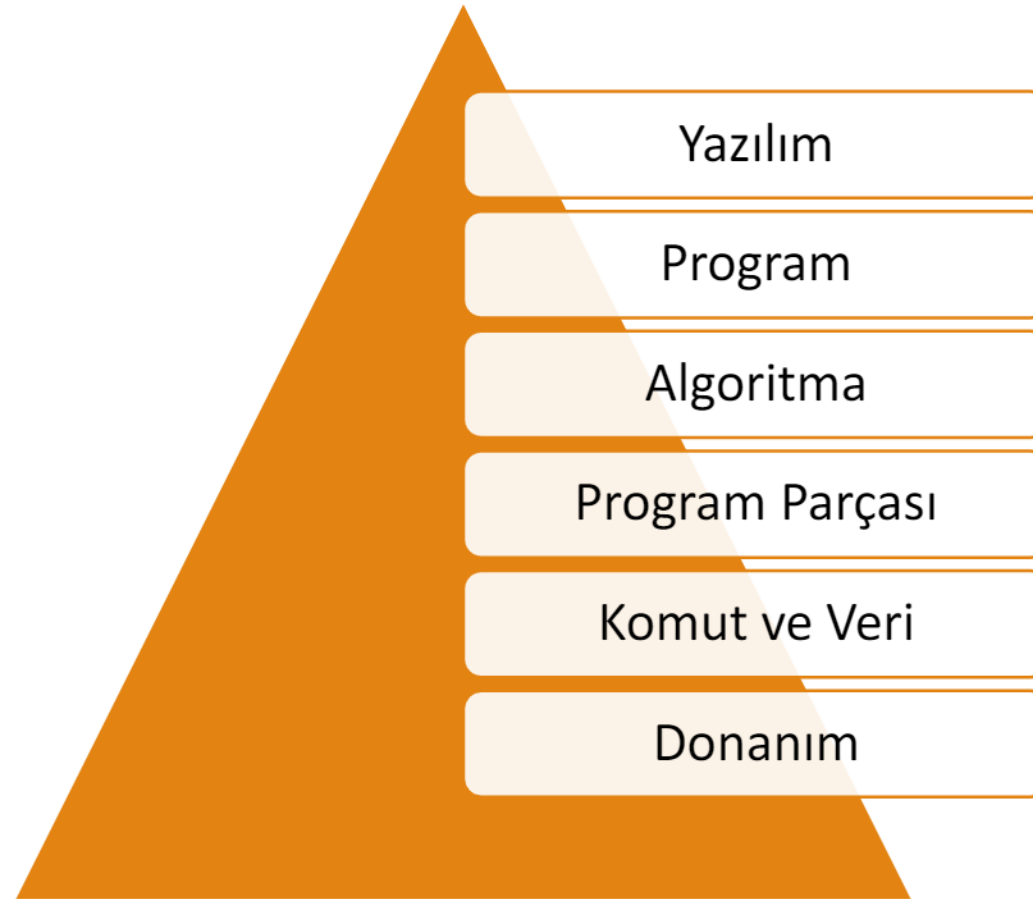 Yazılım
Program
Algoritma
Program Parçası
Komut ve Veri
Donanım